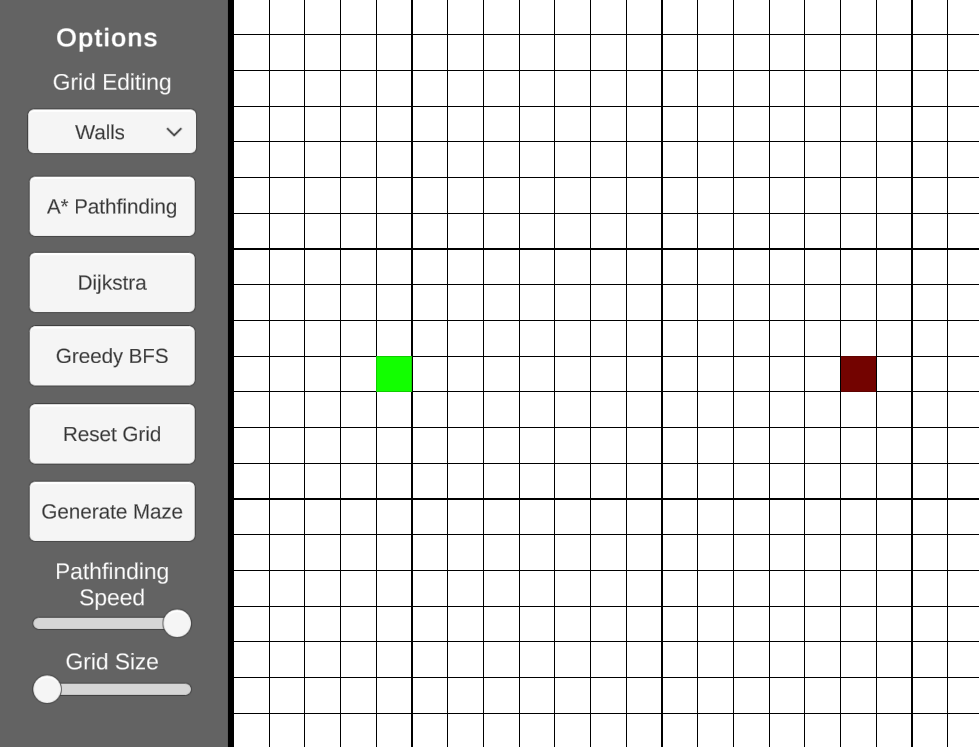 Options
Grid Editing
Walls
A* Pathfinding
Dijkstra
Greedy BFS
Reset Grid
Generate Maze
Pathfinding
Speed
Grid Size